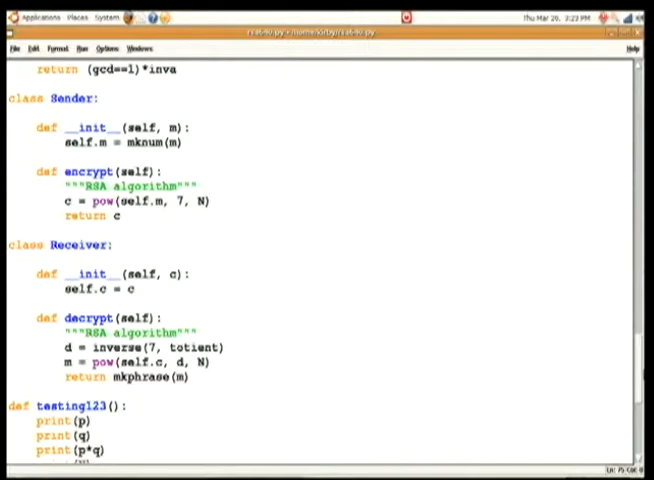 Applications Places System
Thu Mar 20, 3:23 PM
File Edit Format Run Options Windows
Help
return (gcd==1)*inva
class Sender:
def __init__(self, m):
self.m = mknum(m)
def encrypt(self):
"""RSA algorithm"""
c = pow(self.m, 7, N)
return c
class Receiver:
def __init__(self, c):
self.c = c
def decrypt(self):
"""RSA algorithm"""
d = inverse(7, totient)
m = pow(self.c, d, N)
return mkphrase(m)
def testing123():
print(p)
print(q)
print(p*q)